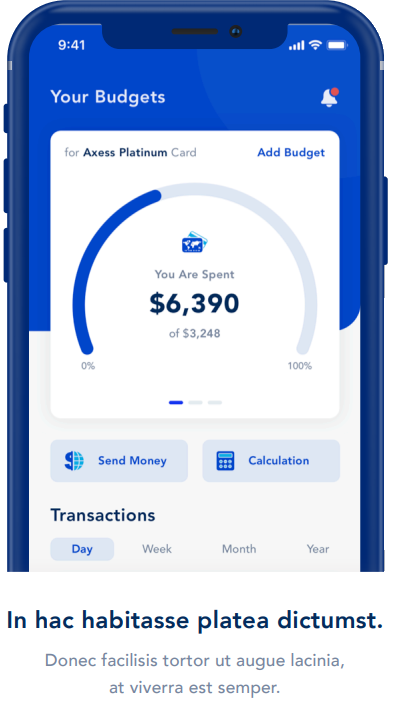 9:41
Your Budgets
for Axess Platinum Card
Add Budget
You Are Spent
$6,390
of $3,248
0%
100%
Send Money
Calculation
Transactions
Day
Week
Month
Year
In hac habitasse platea dictumst.
Donec facilisis tortor ut augue lacinia,
at viverra est semper.